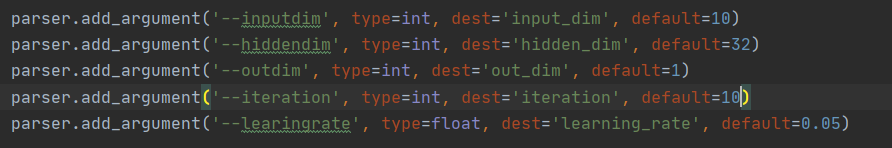 parser.add_argument('--inputdim', type=int, dest='input_dim', default=10)
parser.add_argument('--hiddendim', type=int, dest='hidden_dim', default=32)
parser.add_argument('--outdim', type=int, dest='out_dim', default=1)
parser.add_argument('--iteration', type=int, dest='iteration', default=10)
parser.add_argument('--learingrate', type=float, dest='learning_rate', default=0.05)